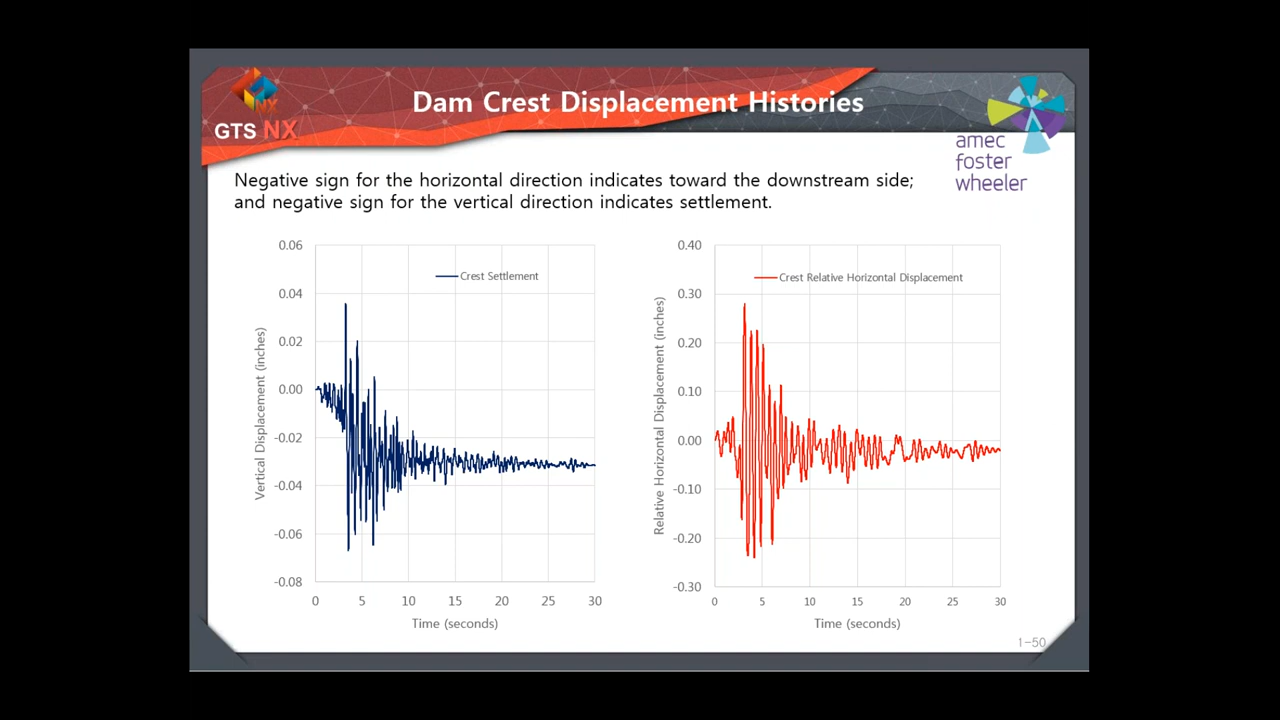 NX
GTS NX
Dam Crest Displacement Histories
amec
foster
wheeler
Negative sign for the horizontal direction indicates toward the downstream side;
and negative sign for the vertical direction indicates settlement.
0.06
0.04
0.02
0.00
-0.02
-0.04
-0.06
-0.08
Vertical Displacement (inches)
Crest Settlement
0 5 10 15 20 25 30
Time (seconds)
0.40
0.30
0.20
0.10
0.00
-0.10
-0.20
-0.30
Relative Horizontal Displacement (inches)
Crest Relative Horizontal Displacement
0 5 10 15 20 25 30
Time (seconds)
1-50